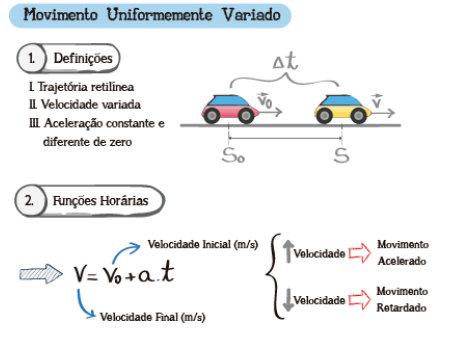 Movimento Uniformemente Variado
1. Definições
I. Trajetória retilínea
II. Velocidade variada
III. Aceleração constante e
diferente de zero
Δt
v⃗₀
v⃗
S₀
S
2. Funções Horárias
Velocidade Inicial (m/s)
V = V₀ + a.t
Velocidade Final (m/s)
Velocidade
Movimento
Acelerado
Velocidade
Movimento
Retardado